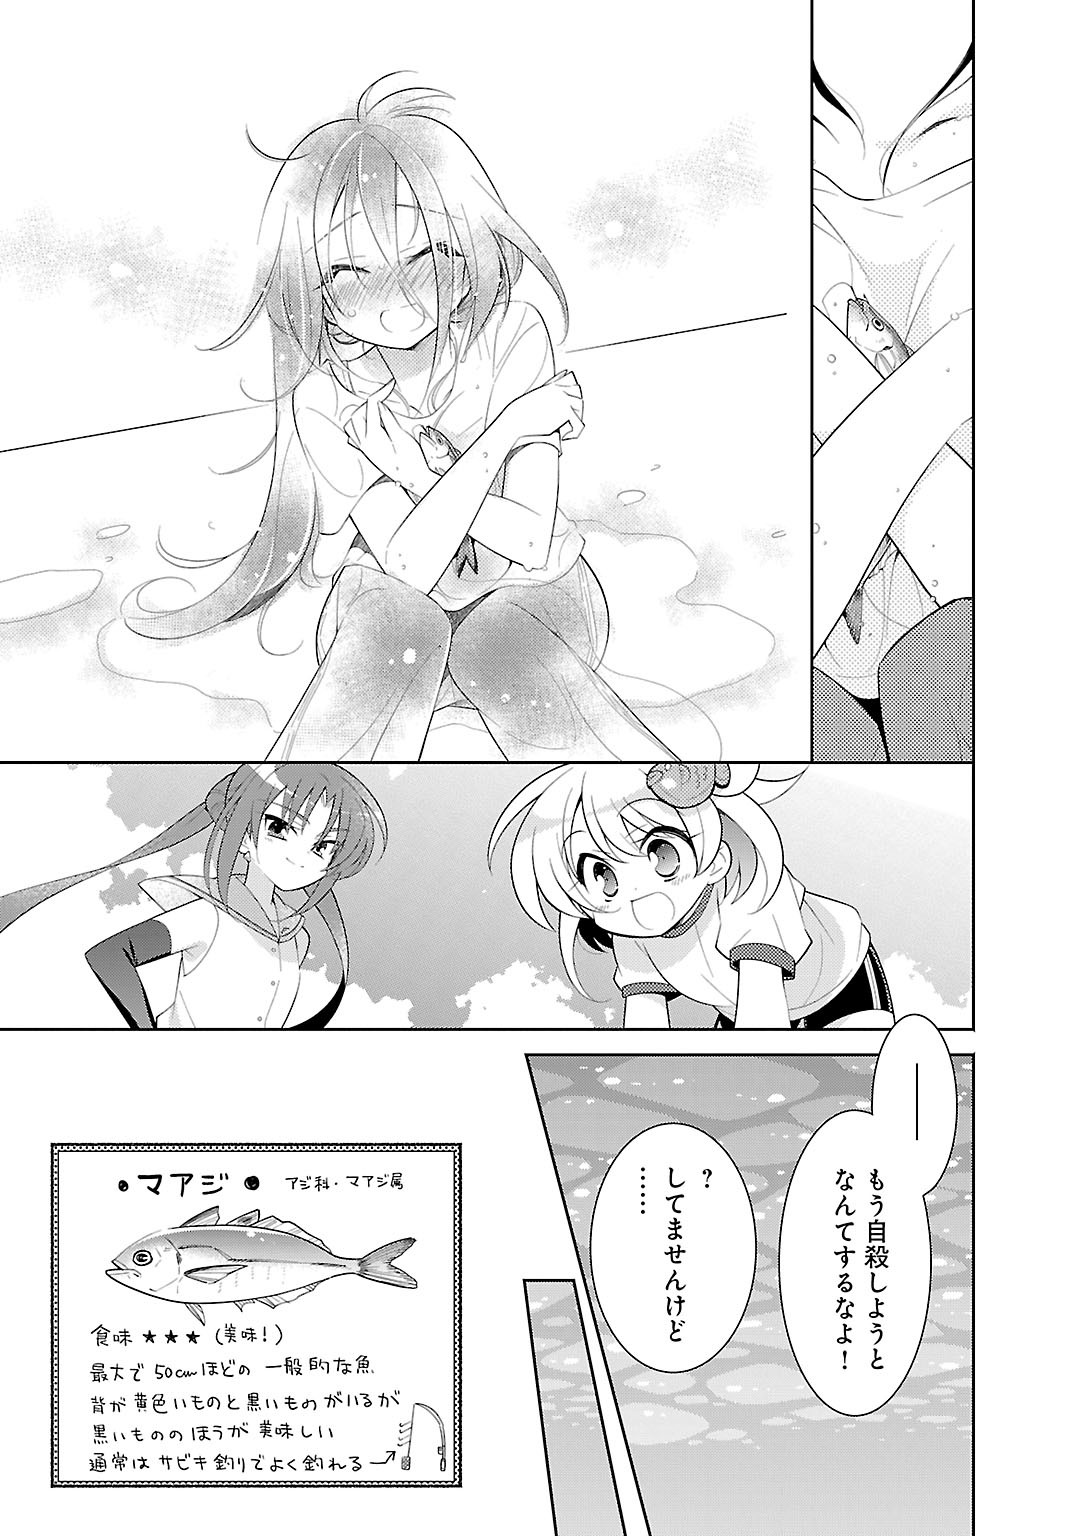 ━━
もう自殺しようと
なんてするなよ！
？
してませんけど
……
・マアジ・
アジ科・マアジ属
食味 ★★★ (美味！)
最大で 50cmほどの 一般的な魚
背が黄色いものと黒いものがいるが
黒いもののほうが美味しい
通常は サビキ釣りでよく釣れる→